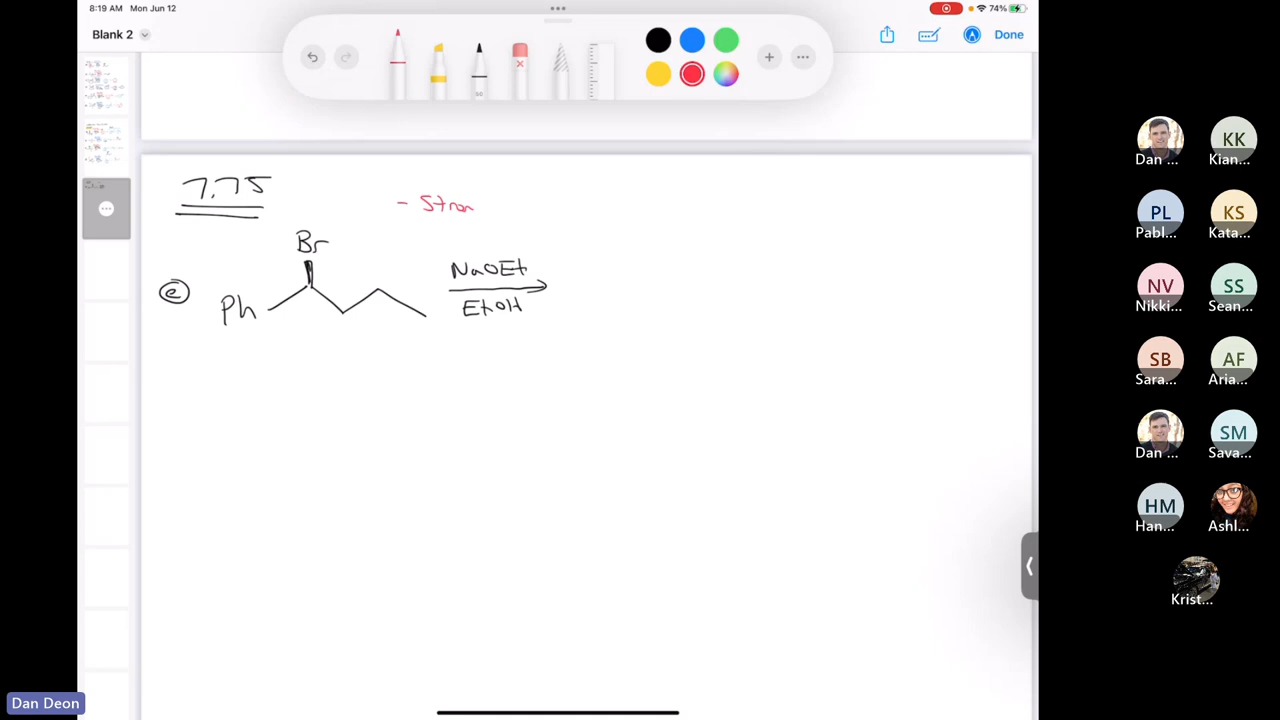 8:19 AM Mon Jun 12
74%
Blank 2
Done
7.75
- Stron
Br
e
Ph
NaOEt
EtOH
Dan ...
KK
Kian...
PL
Pabl...
KS
Kata...
NV
Nikki...
SS
Sean...
SB
Sara...
AF
Aria...
Dan ...
SM
Sava...
HM
Han...
Ashl...
Krist...
Dan Deon